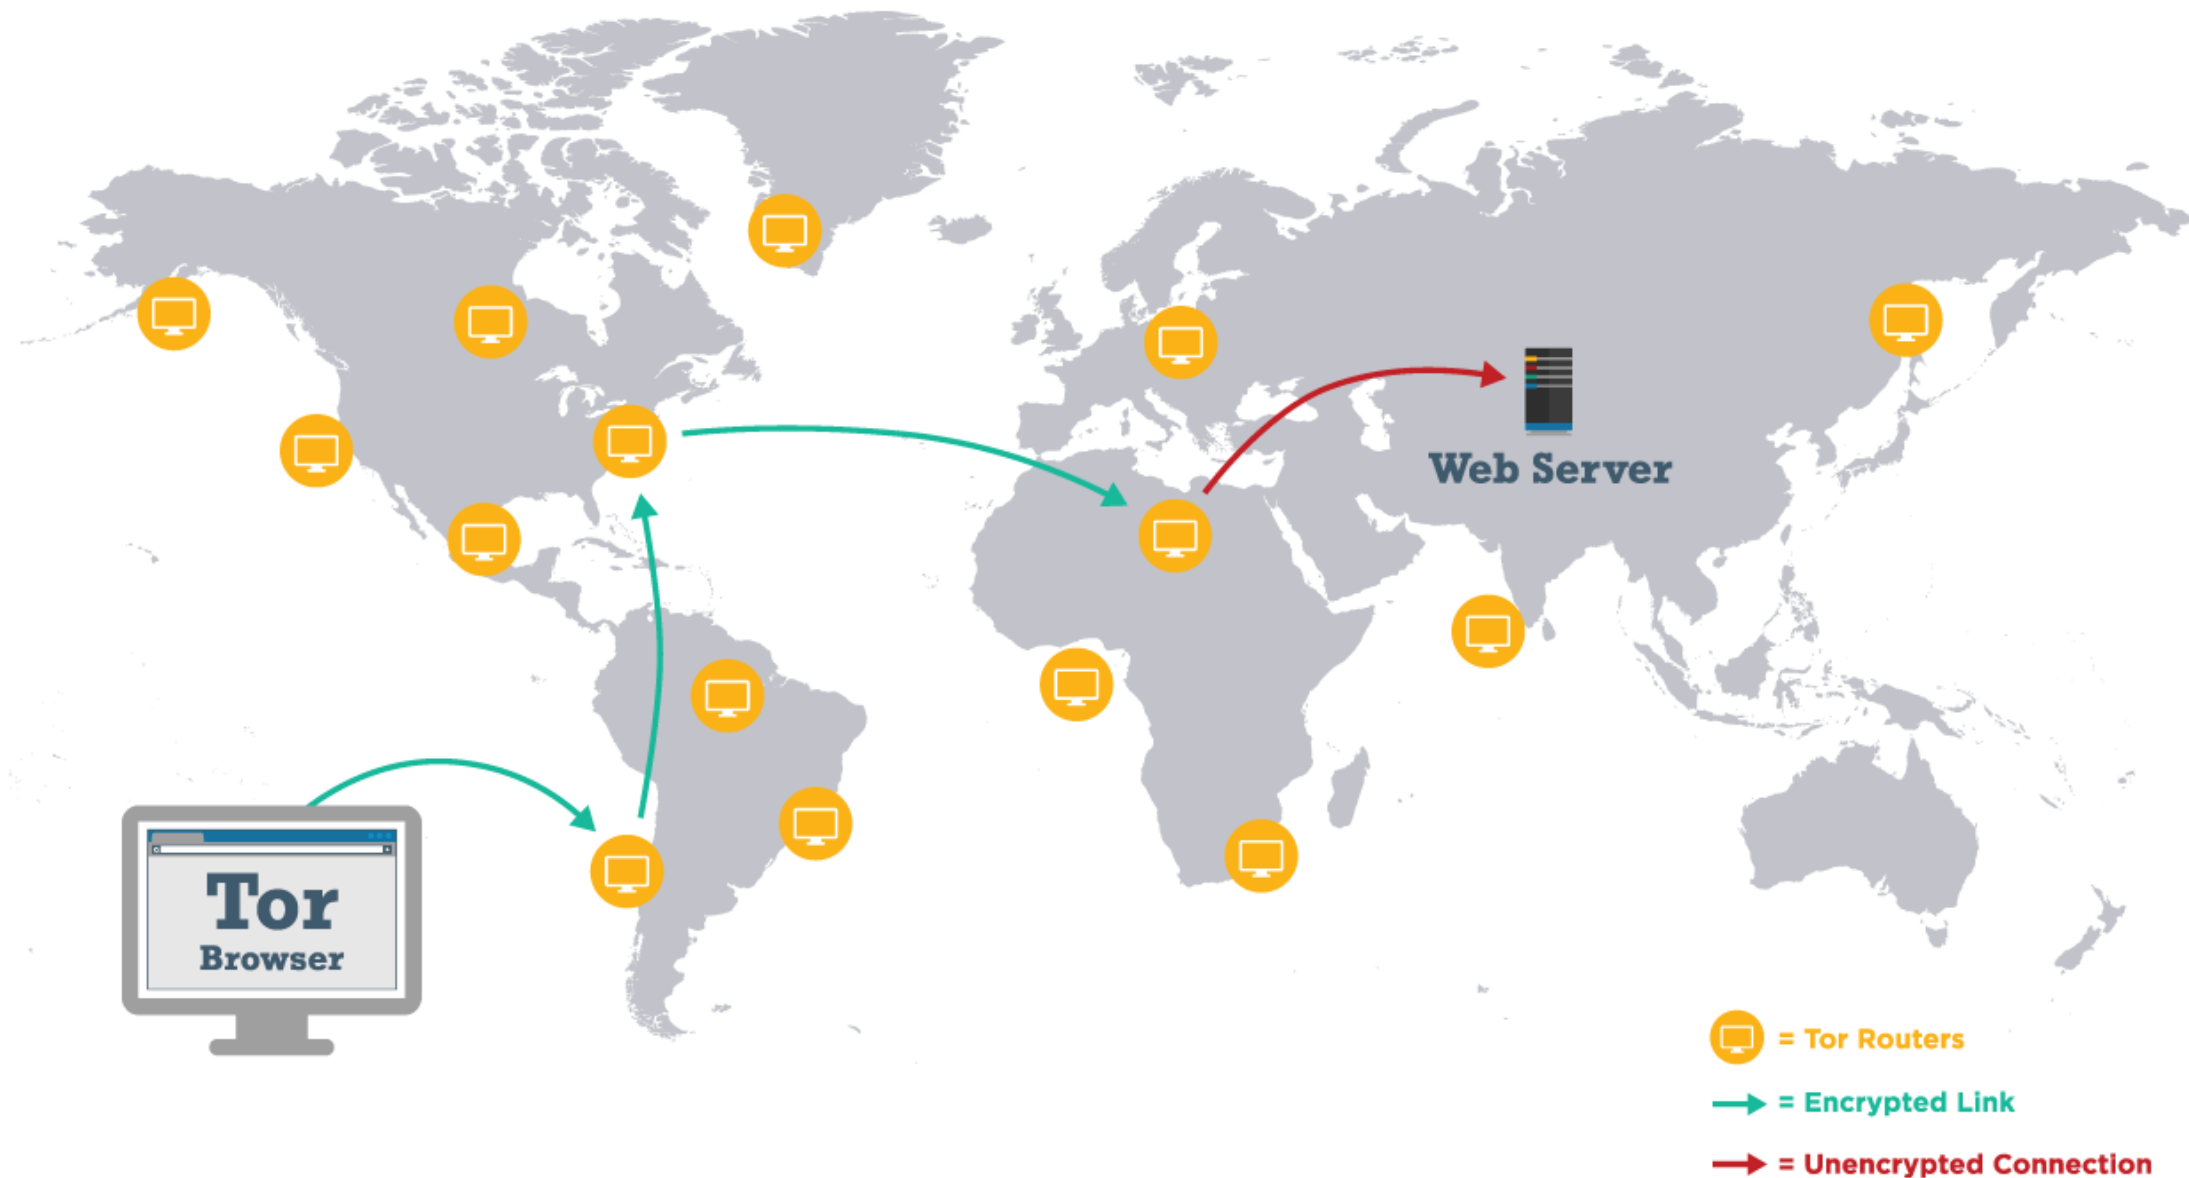 Web Server
Tor
Browser
= Tor Routers
= Encrypted Link
= Unencrypted Connection